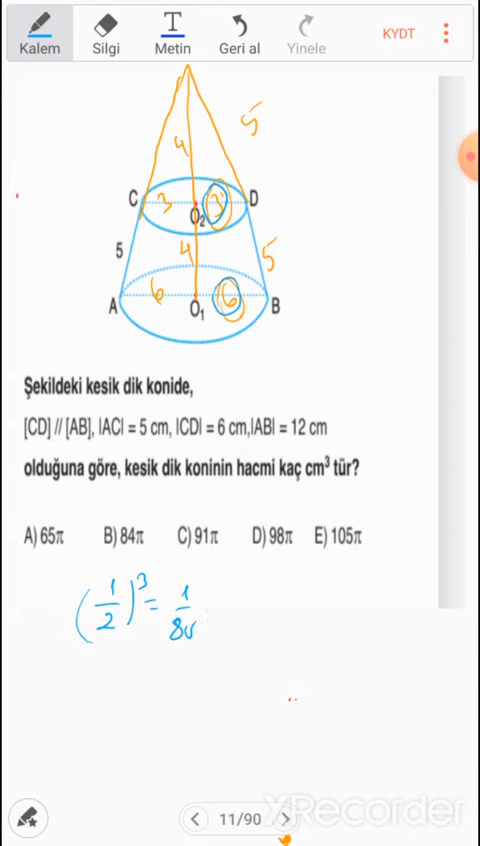 Kalem Silgi Metin Geri al Yinele KYDT
5
4
C 3 O₂ 3 D
5 4 5
6 6
A O₁ B
Şekildeki kesik dik konide,
[CD] // [AB], |AC| = 5 cm, |CD| = 6 cm,|AB| = 12 cm
olduğuna göre, kesik dik koninin hacmi kaç cm³ tür?
A) 65π B) 84π C) 91π D) 98π E) 105π
(1/2)³ = 1/8v
11/90
XRecorder